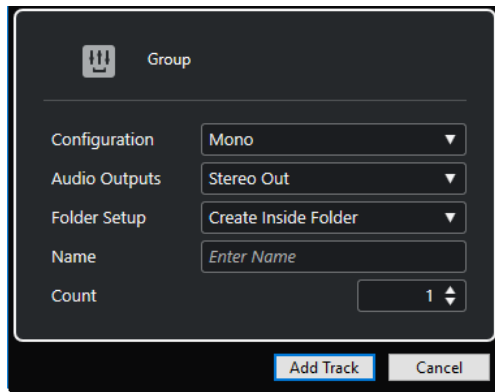 Group
Configuration Mono
Audio Outputs Stereo Out
Folder Setup Create Inside Folder
Name Enter Name
Count 1
Add Track Cancel